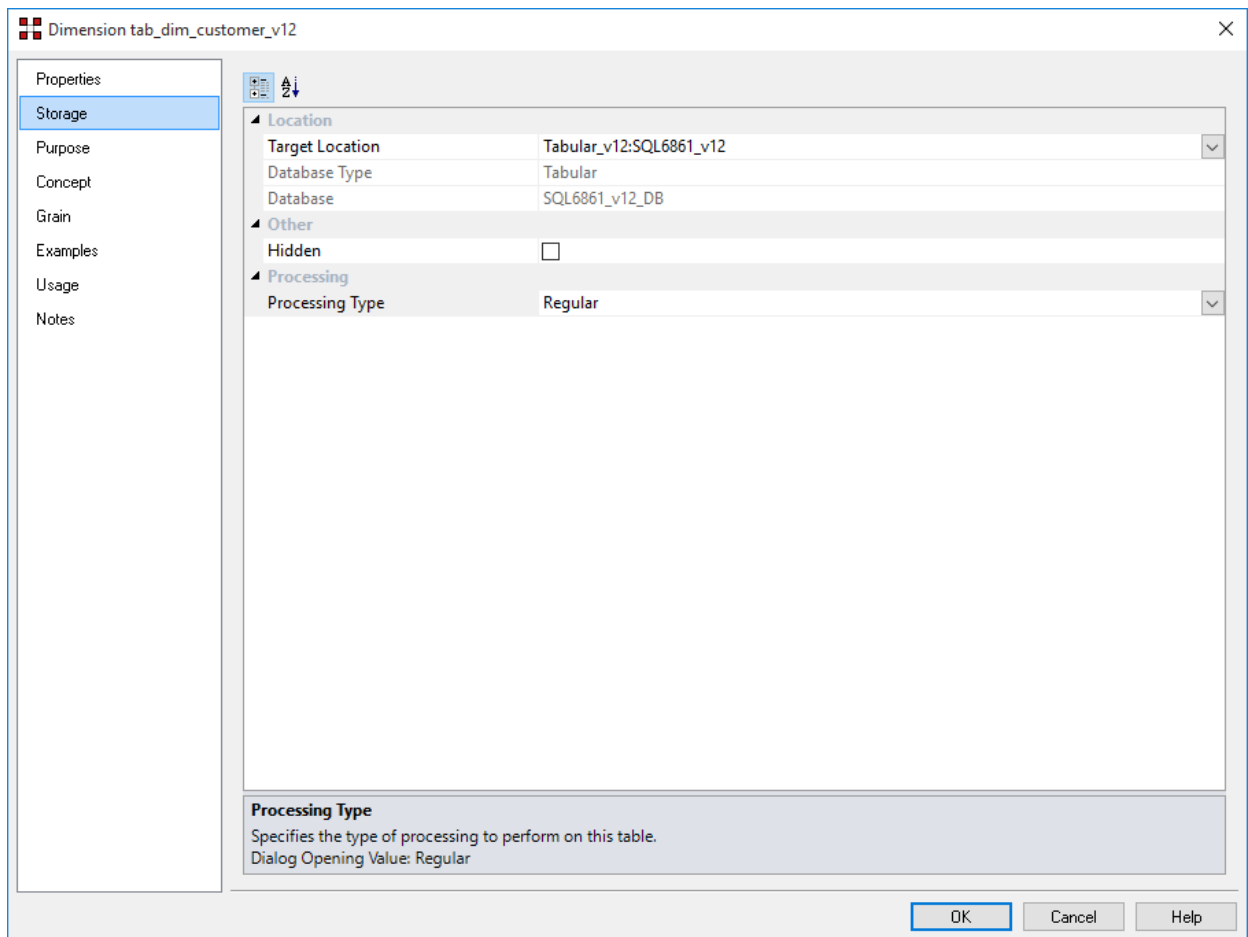 Dimension tab_dim_customer_v12
Properties
Storage
Purpose
Concept
Grain
Examples
Usage
Notes
Location
Target Location Tabular_v12:SQL6861_v12
Database Type Tabular
Database SQL6861_v12_DB
Other
Hidden
Processing
Processing Type Regular
Processing Type
Specifies the type of processing to perform on this table.
Dialog Opening Value: Regular
OK Cancel Help